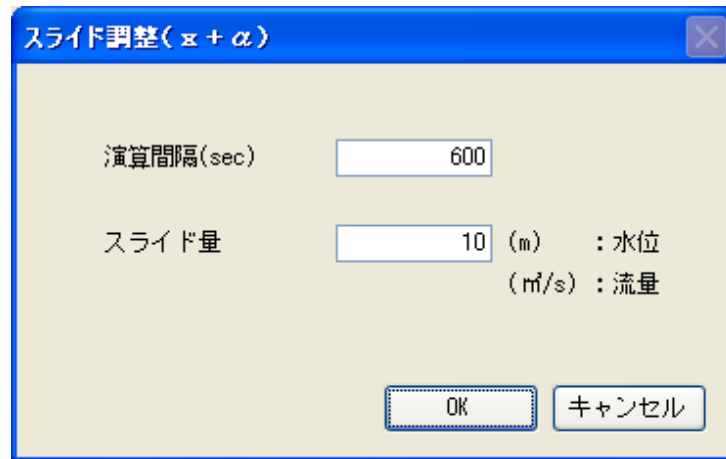 スライド調整(x+α)
演算間隔(sec) 600
スライド量 10 (m) :水位
(㎥/s) :流量
OK キャンセル